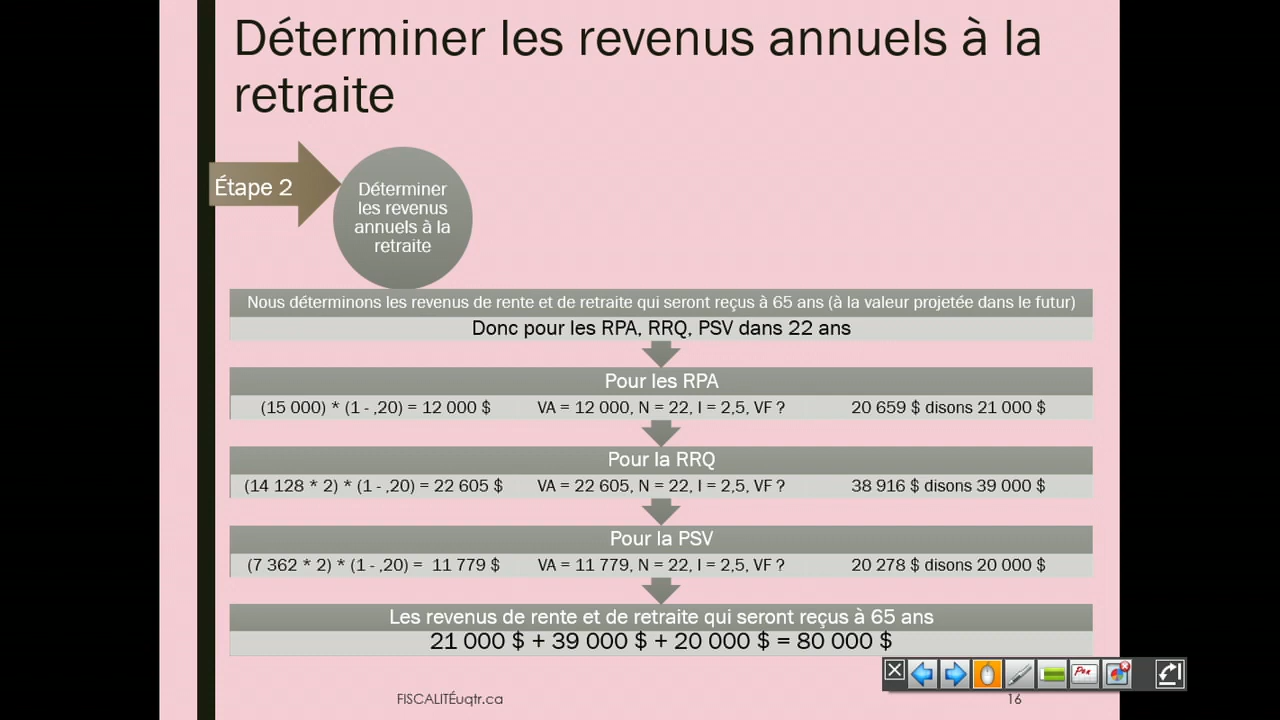 Déterminer les revenus annuels à la
retraite
Étape 2
Déterminer
les revenus
annuels à la
retraite
Nous déterminons les revenus de rente et de retraite qui seront reçus à 65 ans (à la valeur projetée dans le futur)
Donc pour les RPA, RRQ, PSV dans 22 ans
Pour les RPA
(15 000) * (1 - ,20) = 12 000 $ VA = 12 000, N = 22, I = 2,5, VF ? 20 659 $ disons 21 000 $
Pour la RRQ
(14 128 * 2) * (1 - ,20) = 22 605 $ VA = 22 605, N = 22, I = 2,5, VF ? 38 916 $ disons 39 000 $
Pour la PSV
(7 362 * 2) * (1 - ,20) = 11 779 $ VA = 11 779, N = 22, I = 2,5, VF ? 20 278 $ disons 20 000 $
Les revenus de rente et de retraite qui seront reçus à 65 ans
21 000 $ + 39 000 $ + 20 000 $ = 80 000 $
FISCALITÉuqtr.ca 16
Pen